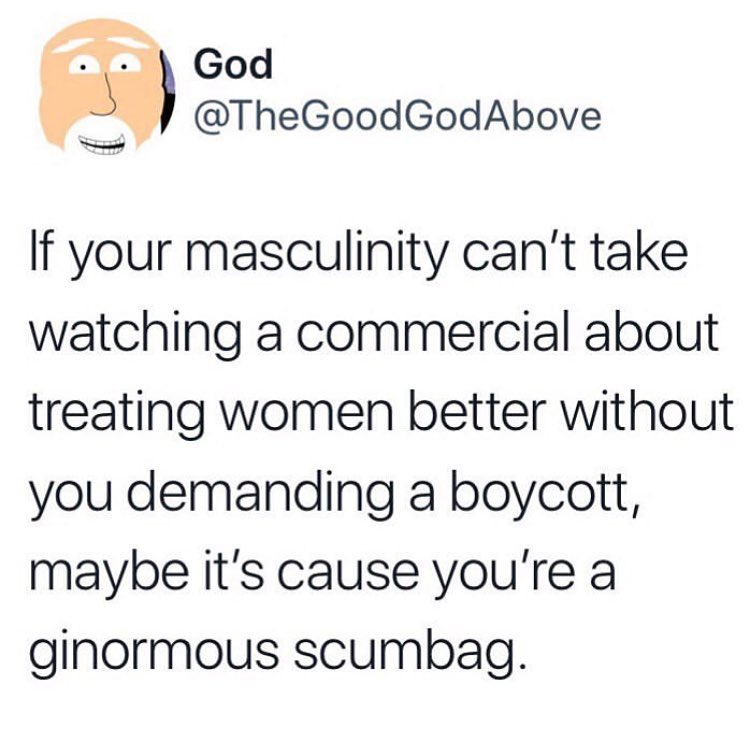 God
@TheGoodGodAbove
If your masculinity can't take
watching a commercial about
treating women better without
you demanding a boycott,
maybe it's cause you're a
ginormous scumbag.